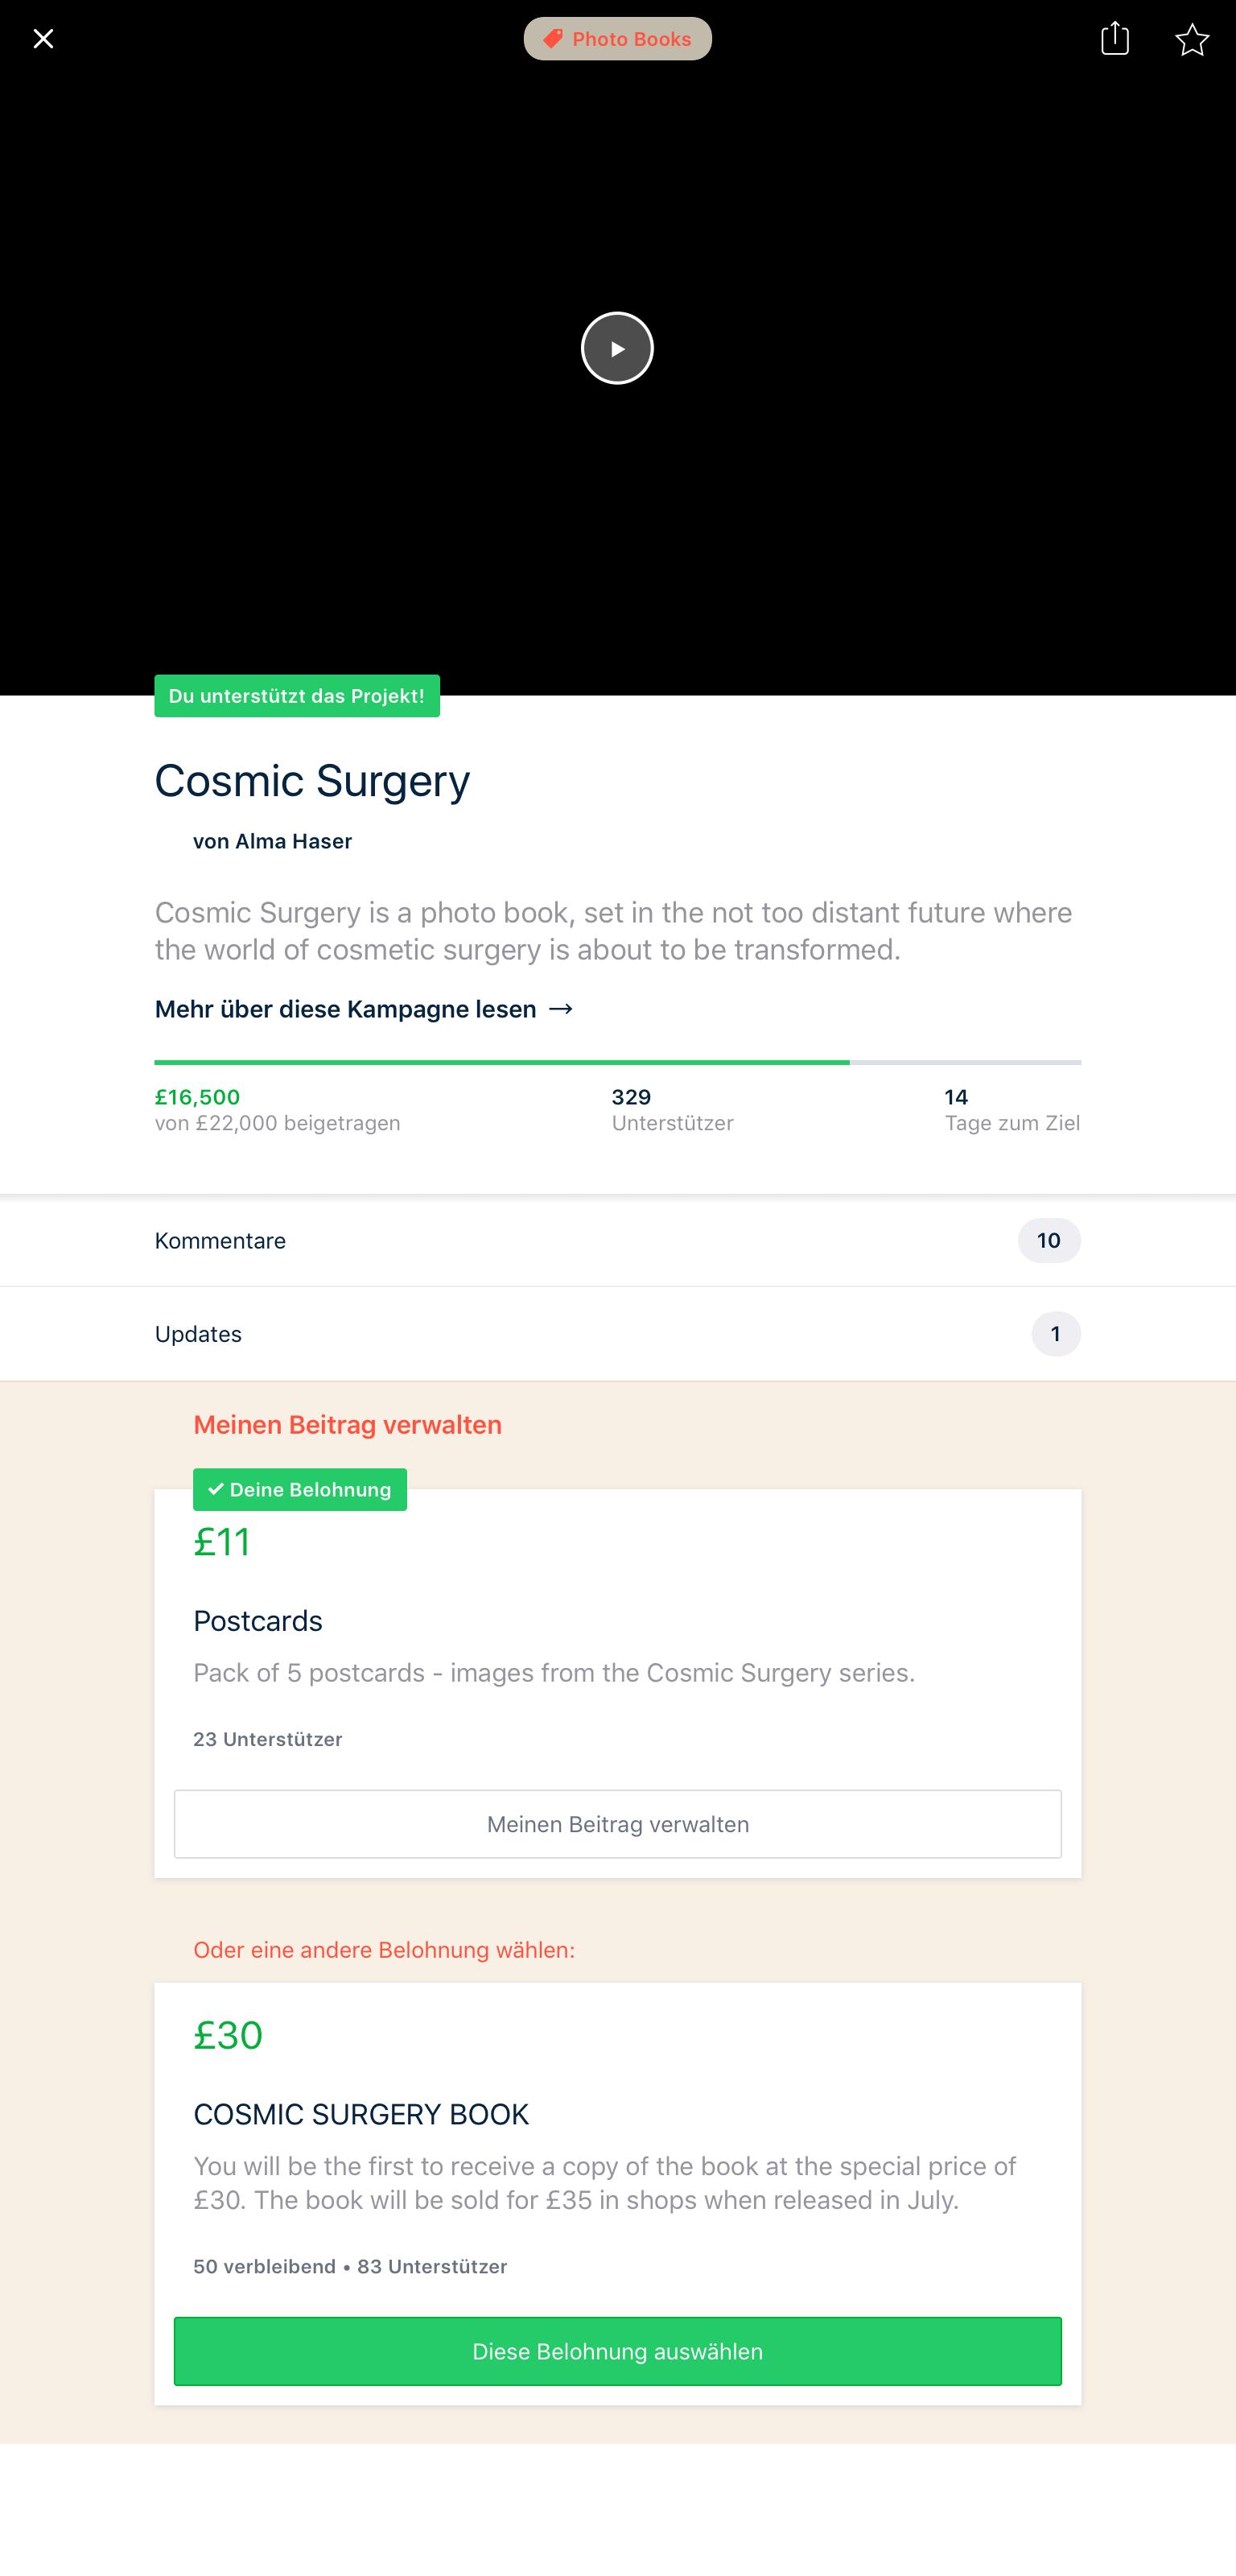 Photo Books
Du unterstützt das Projekt!
Cosmic Surgery
von Alma Haser
Cosmic Surgery is a photo book, set in the not too distant future where
the world of cosmetic surgery is about to be transformed.
Mehr über diese Kampagne lesen →
£16,500
von £22,000 beigetragen
329
Unterstützer
14
Tage zum Ziel
Kommentare
10
Updates
1
Meinen Beitrag verwalten
✓ Deine Belohnung
£11
Postcards
Pack of 5 postcards - images from the Cosmic Surgery series.
23 Unterstützer
Meinen Beitrag verwalten
Oder eine andere Belohnung wählen:
£30
COSMIC SURGERY BOOK
You will be the first to receive a copy of the book at the special price of
£30. The book will be sold for £35 in shops when released in July.
50 verbleibend • 83 Unterstützer
Diese Belohnung auswählen